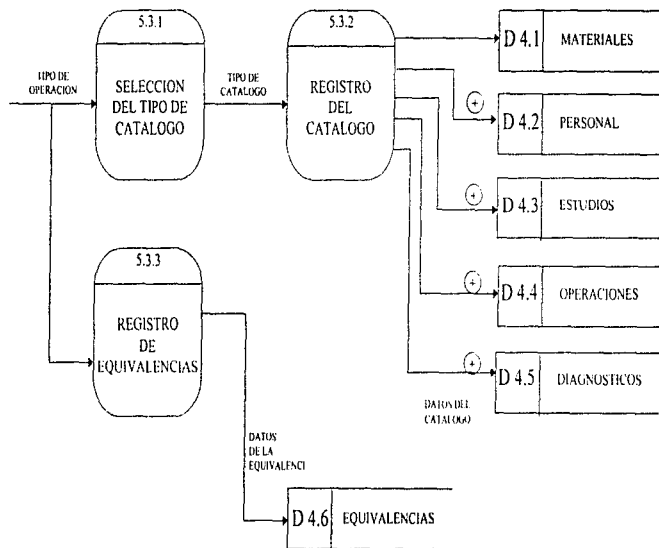 5.3.1
SELECCION
DEL TIPO DE
CATALOGO
TIPO DE
OPERACION
TIPO DE
CATALOGO
5.3.2
REGISTRO
DEL
CATALOGO
D 4.1 MATERIALES
+
D 4.2 PERSONAL
+
D 4.3 ESTUDIOS
+
D 4.4 OPERACIONES
+
D 4.5 DIAGNOSTICOS
DATOS DEL
CATALOGO
5.3.3
REGISTRO
DE
EQUIVALENCIAS
DATOS
DE LA
EQUIVALENCI
D 4.6 EQUIVALENCIAS